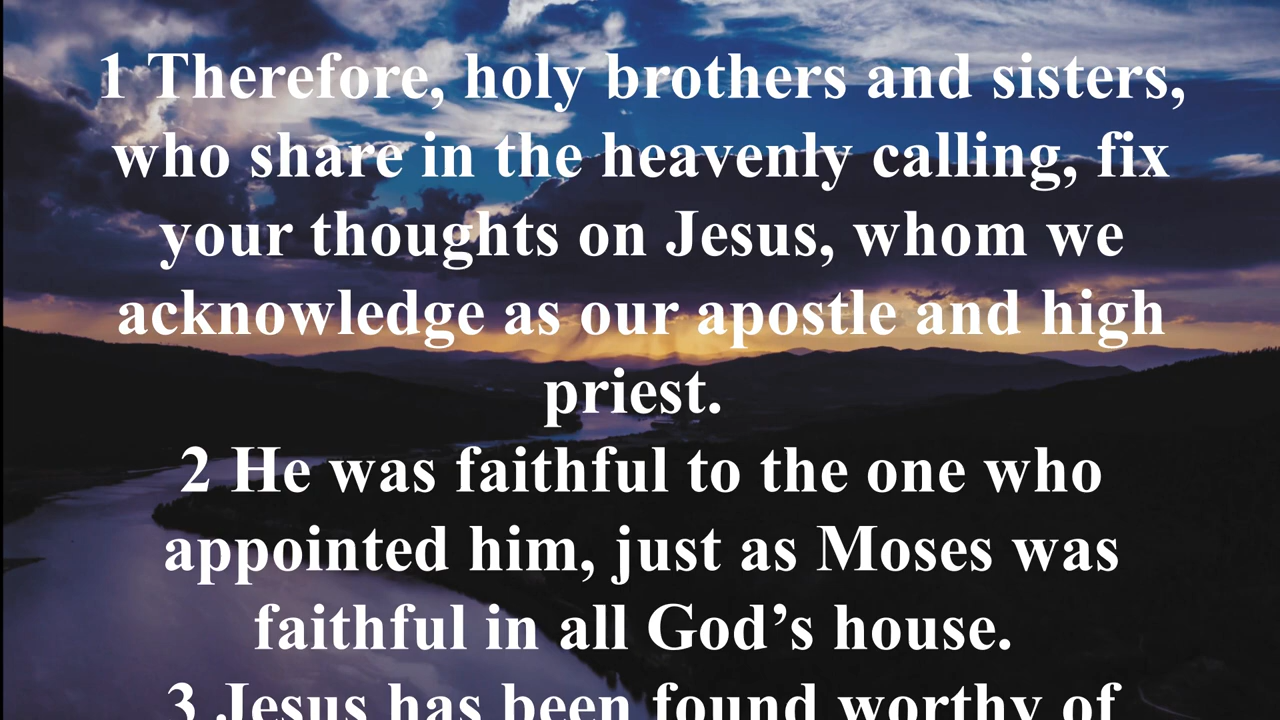 1 Therefore, holy brothers and sisters,
who share in the heavenly calling, fix
your thoughts on Jesus, whom we
acknowledge as our apostle and high
priest.
2 He was faithful to the one who
appointed him, just as Moses was
faithful in all God’s house.
3 Jesus has been found worthy of